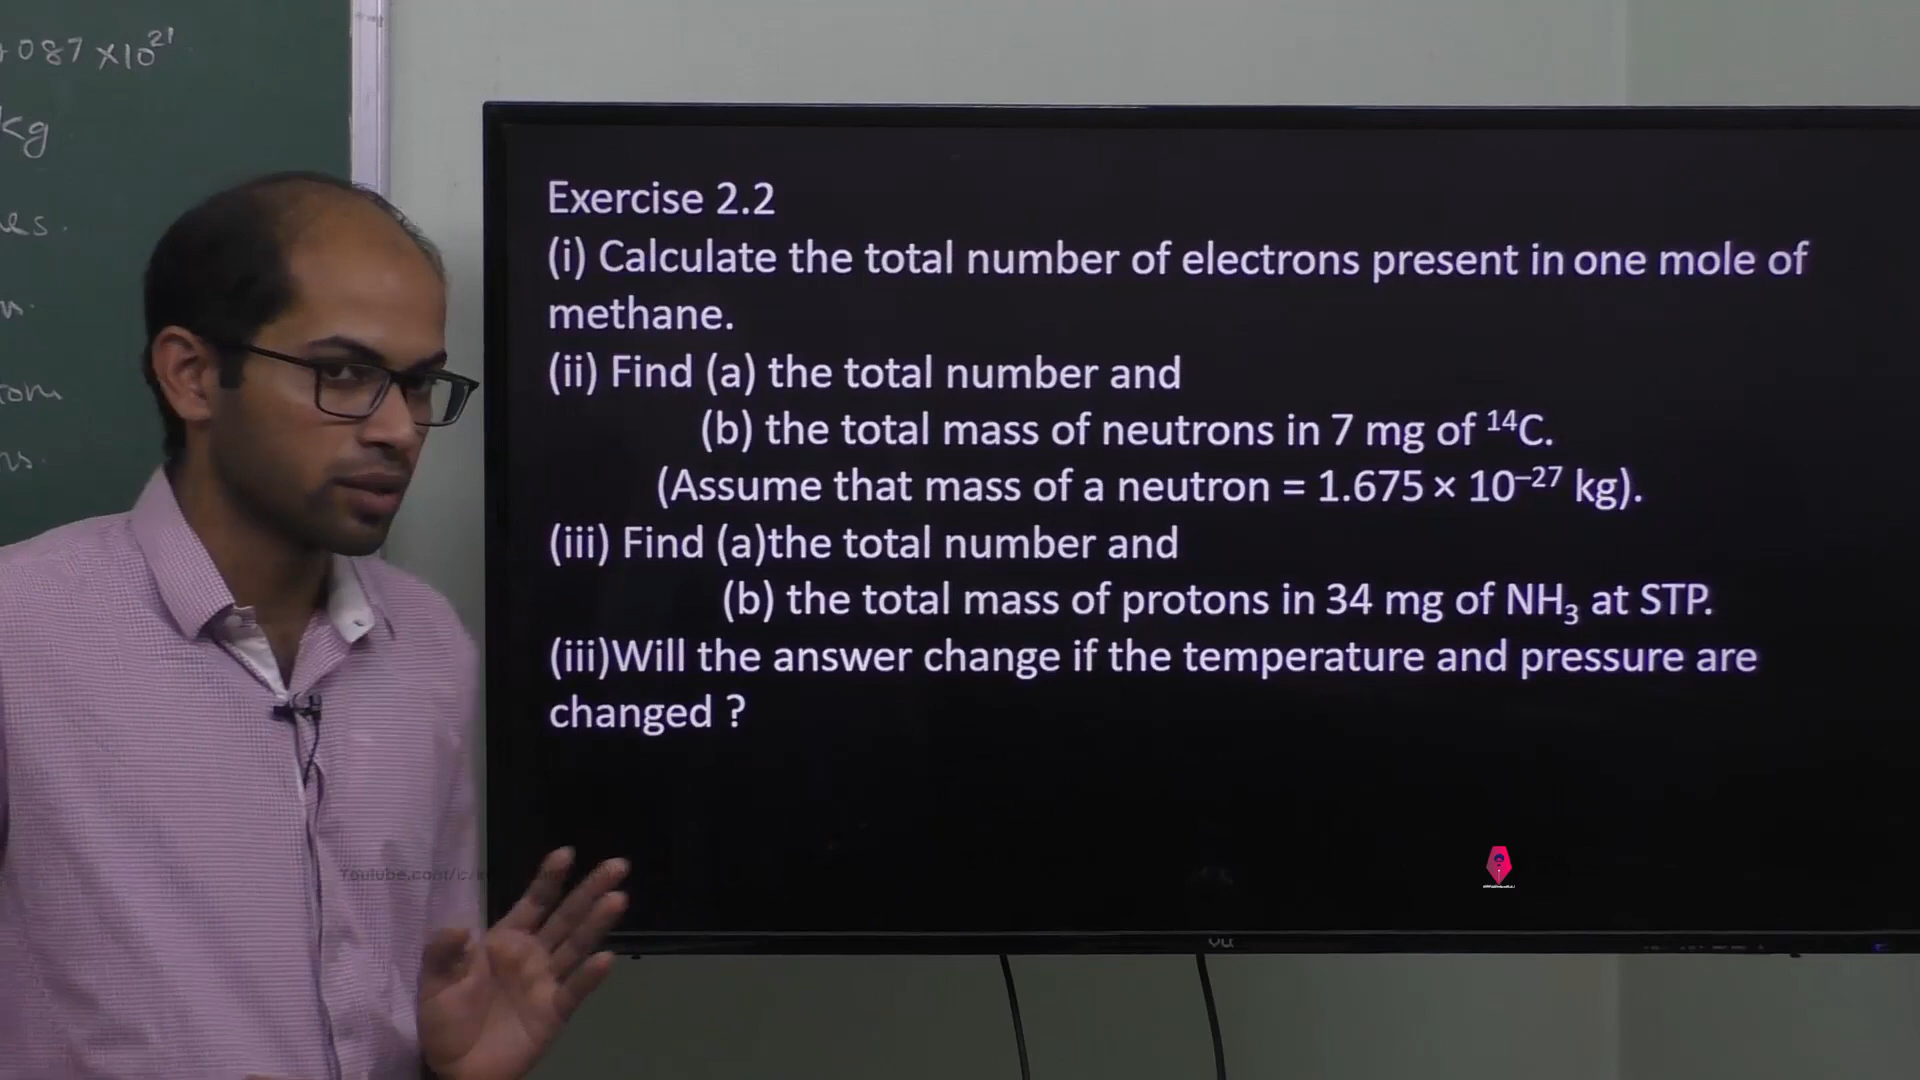 087 ×10²¹
kg
Exercise 2.2
(i) Calculate the total number of electrons present in one mole of
methane.
(ii) Find (a) the total number and
(b) the total mass of neutrons in 7 mg of ¹⁴C.
(Assume that mass of a neutron = 1.675 × 10⁻²⁷ kg).
(iii) Find (a)the total number and
(b) the total mass of protons in 34 mg of NH₃ at STP.
(iii)Will the answer change if the temperature and pressure are
changed ?
Vu